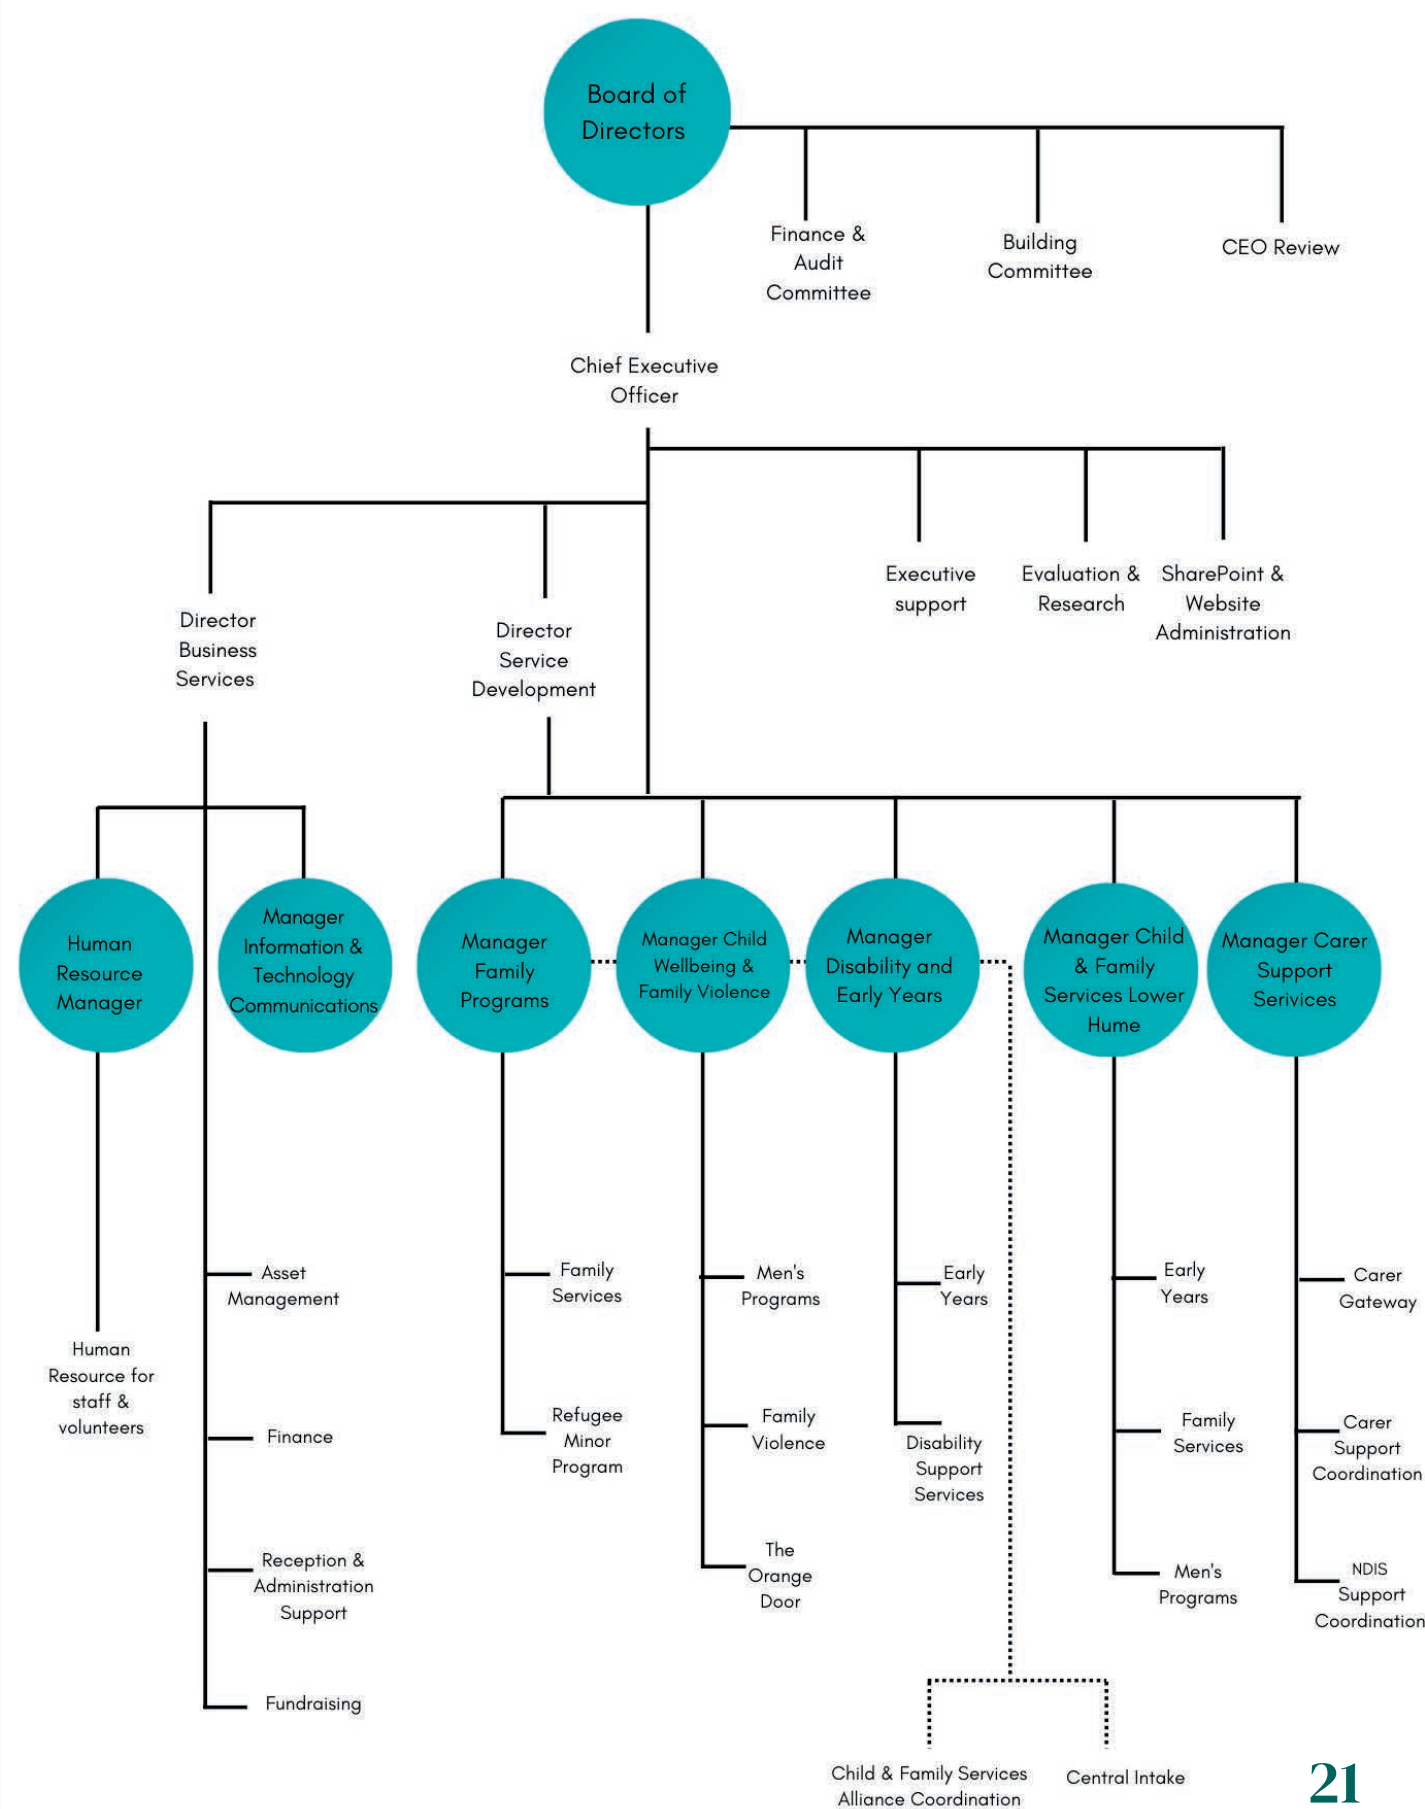 Board of
Directors
Finance &
Audit
Committee
Building
Committee
CEO Review
Chief Executive
Officer
Executive
support
Evaluation &
Research
SharePoint &
Website
Administration
Director
Business
Services
Director
Service
Development
Human
Resource
Manager
Manager
Information &
Technology
Communications
Manager
Family
Programs
Manager Child
Wellbeing &
Family Violence
Manager
Disability and
Early Years
Manager Child
& Family
Services Lower
Hume
Manager Carer
Support
Serivices
Asset
Management
Family
Services
Men's
Programs
Early
Years
Early
Years
Carer
Gateway
Human
Resource for
staff &
volunteers
Finance
Refugee
Minor
Program
Family
Violence
Disability
Support
Services
Family
Services
Carer
Support
Coordination
Reception &
Administration
Support
The
Orange
Door
Men's
Programs
NDIS
Support
Coordination
Fundraising
Child & Family Services
Alliance Coordination
Central Intake
21